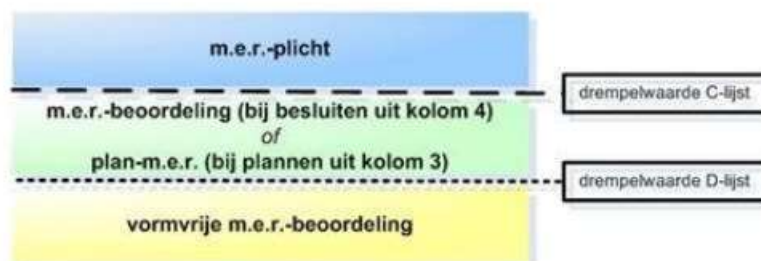 m.e.r.-plicht
drempelwaarde C-lijst
m.e.r.-beoordeling (bij besluiten uit kolom 4)
of
plan-m.e.r. (bij plannen uit kolom 3)
drempelwaarde D-lijst
vormvrije m.e.r.-beoordeling